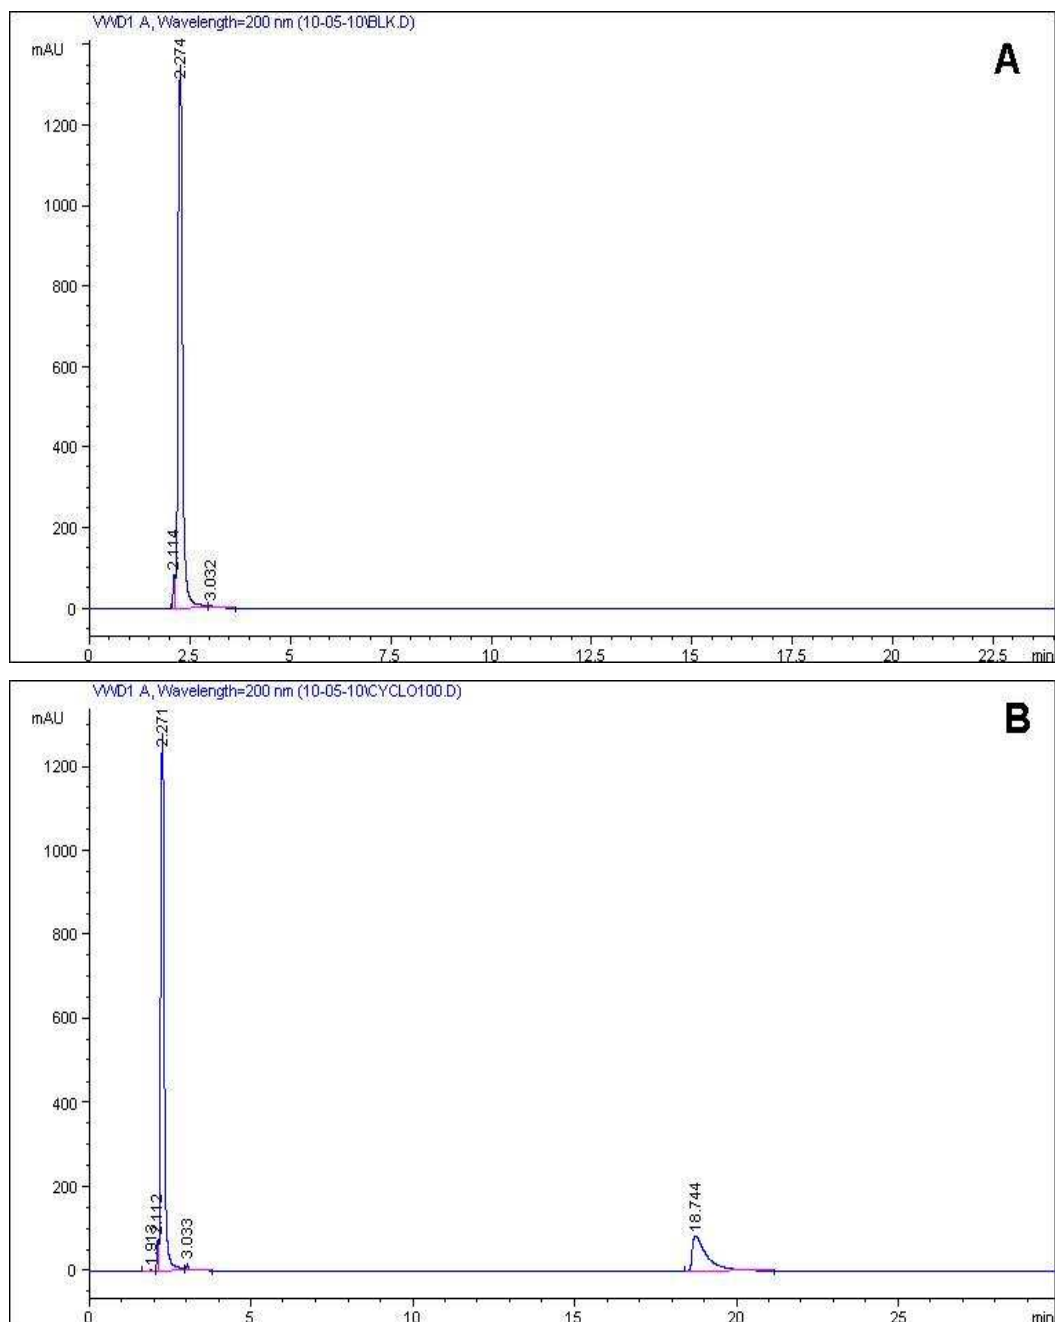 VWD1 A, Wavelength=200 nm (10-05-10\BLK.D)
mAU
A
2.274
1200
1000
800
600
400
200
2.114
3.032
0
0 2.5 5 7.5 10 12.5 15 17.5 20 22.5 min
VWD1 A, Wavelength=200 nm (10-05-10\CYCLO100.D)
mAU
B
2.271
1200
1000
800
600
400
200
1.913
2.112
3.033
18.744
0
0 5 10 15 20 25 min